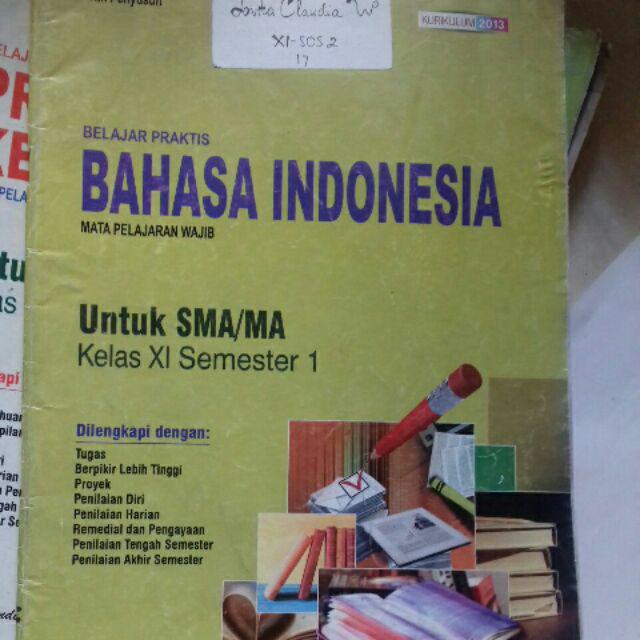 Claudia W
XI-SOS 2
17
KURIKULUM 2013
BELAJAR PRAKTIS
BAHASA INDONESIA
MATA PELAJARAN WAJIB
Untuk SMA/MA
Kelas XI Semester 1
Dilengkapi dengan:
Tugas
Berpikir Lebih Tinggi
Proyek
Penilaian Diri
Penilaian Harian
Remedial dan Pengayaan
Penilaian Tengah Semester
Penilaian Akhir Semester